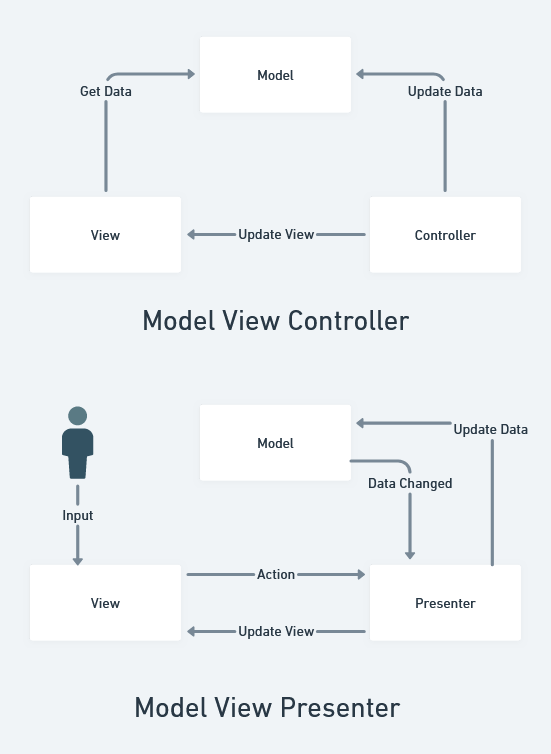 Model
Get Data
Update Data
View
Update View
Controller
Model View Controller
Model
Update Data
Data Changed
Input
Action
View
Presenter
Update View
Model View Presenter